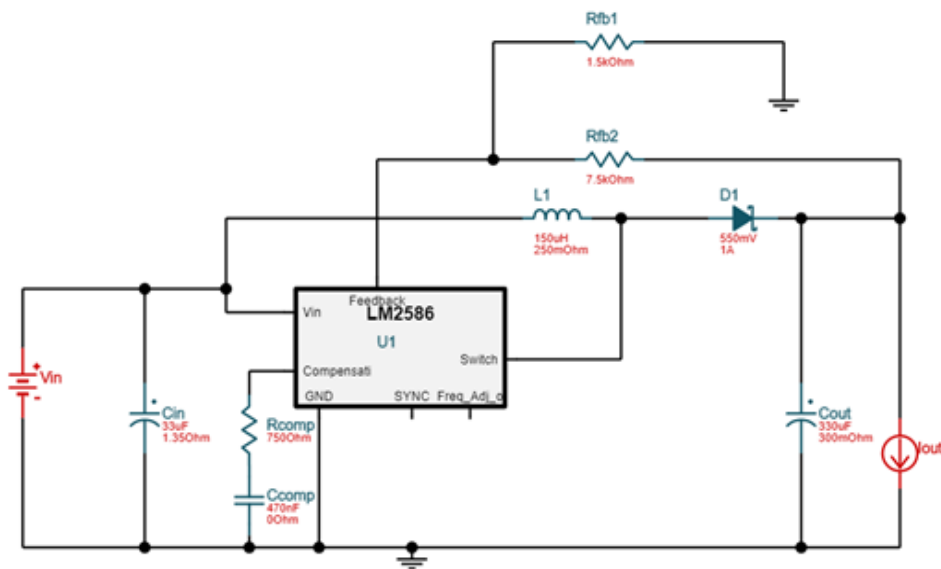 Rfb1
1.5kOhm
Rfb2
7.5kOhm
L1
150uH
250mOhm
D1
550mV
1A
Feedback
LM2586
Vin
U1
Switch
Compensati
GND
SYNC
Freq_Adj_o
Vin
+
-
Cin
33uF
1.35Ohm
Rcomp
750Ohm
Ccomp
470nF
0Ohm
Cout
330uF
300mOhm
Iout